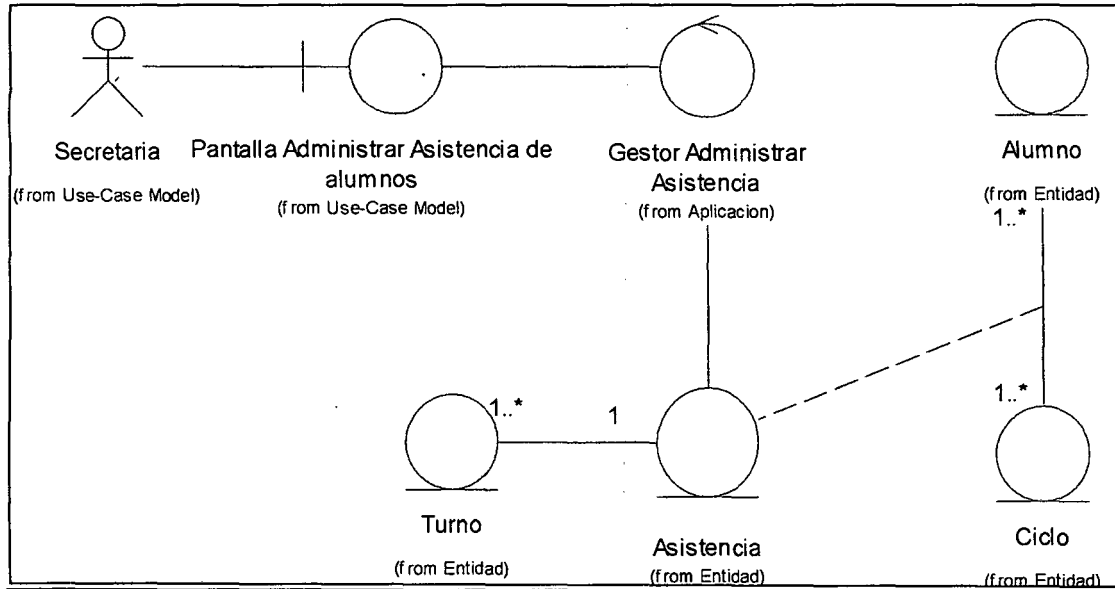 Secretaria
(from Use-Case Model)
Pantalla Administrar Asistencia de
alumnos
(from Use-Case Model)
Gestor Administrar
Asistencia
(from Aplicacion)
Alumno
(from Entidad)
1..*
1..*
1..*
1
Turno
(from Entidad)
Asistencia
(from Entidad)
Ciclo
(from Entidad)